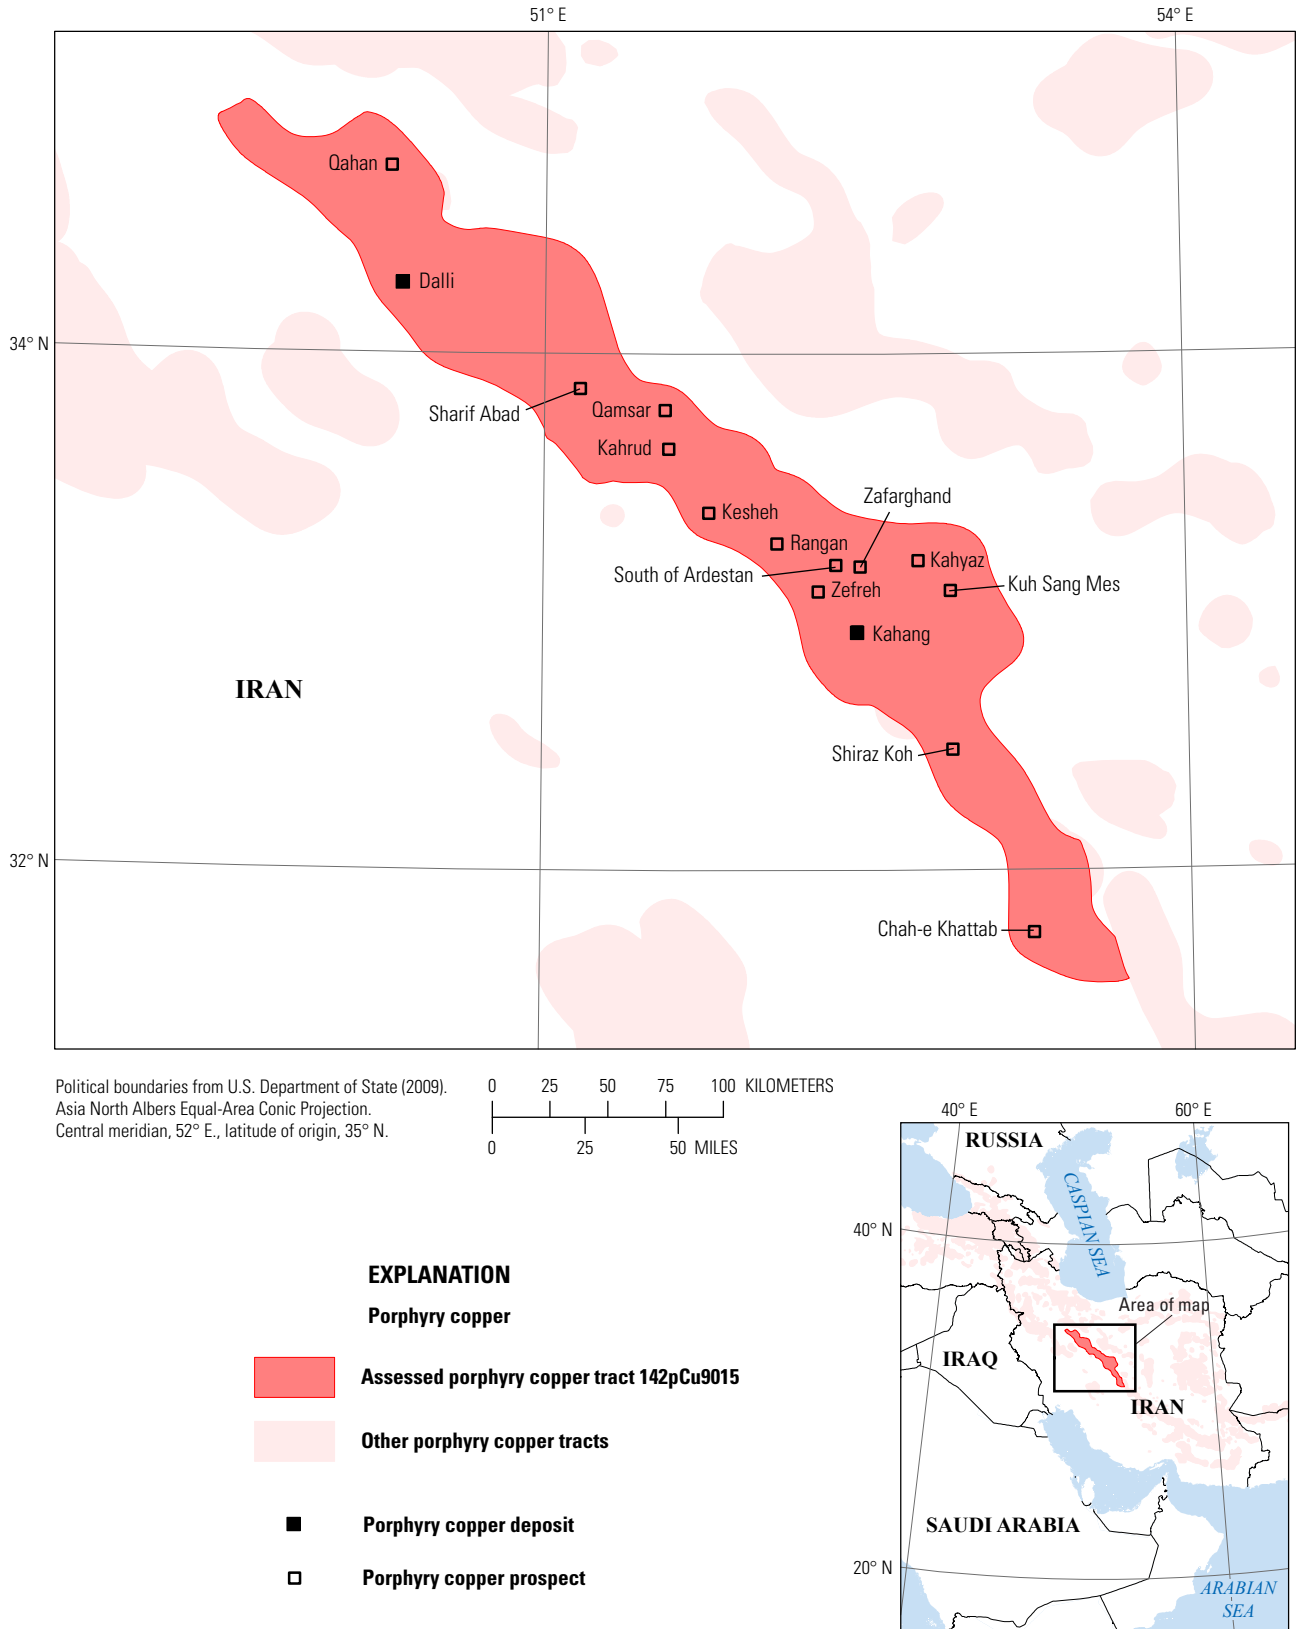 51° E
54° E
Qahan
Dalli
34° N
Sharif Abad
Qamsar
Kahrud
Zafarghand
Kesheh
Rangan
Kahyaz
South of Ardestan
Kuh Sang Mes
Zefreh
Kahang
IRAN
Shiraz Koh
32° N
Chah-e Khattab
Political boundaries from U.S. Department of State (2009).
Asia North Albers Equal-Area Conic Projection.
Central meridian, 52° E., latitude of origin, 35° N.
0 25 50 75 100 KILOMETERS
0 25 50 MILES
40° E
60° E
RUSSIA
CASPIAN SEA
40° N
Area of map
IRAQ
IRAN
SAUDI ARABIA
20° N
ARABIAN
SEA
EXPLANATION
Porphyry copper
Assessed porphyry copper tract 142pCu9015
Other porphyry copper tracts
Porphyry copper deposit
Porphyry copper prospect